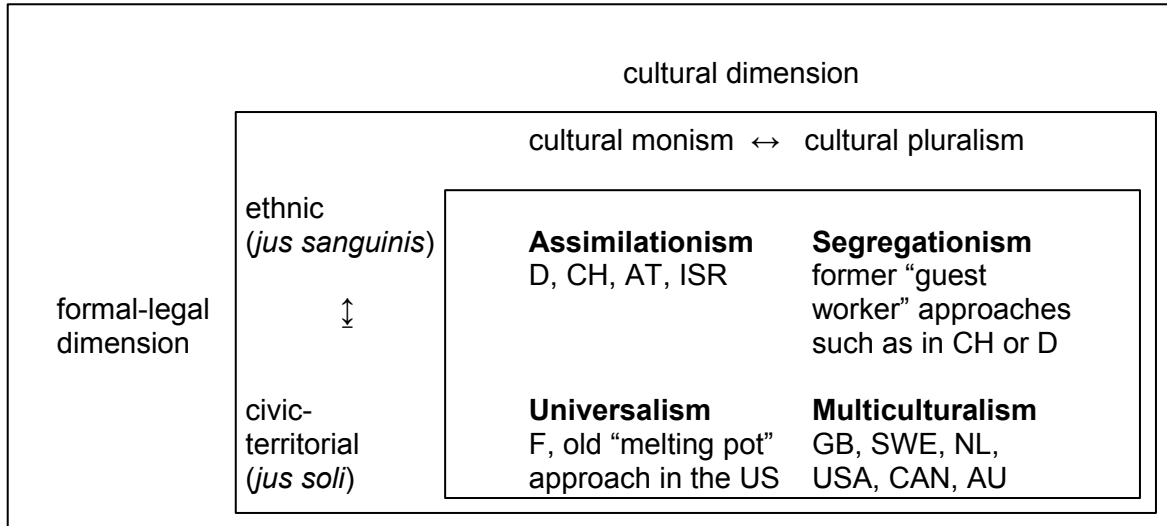 cultural dimension
cultural monism ↔ cultural pluralism
ethnic
(jus sanguinis)
Assimilationism
D, CH, AT, ISR
Segregationism
former “guest
worker” approaches
such as in CH or D
formal-legal
dimension
↨
civic-
territorial
(jus soli)
Universalism
F, old “melting pot”
approach in the US
Multiculturalism
GB, SWE, NL,
USA, CAN, AU